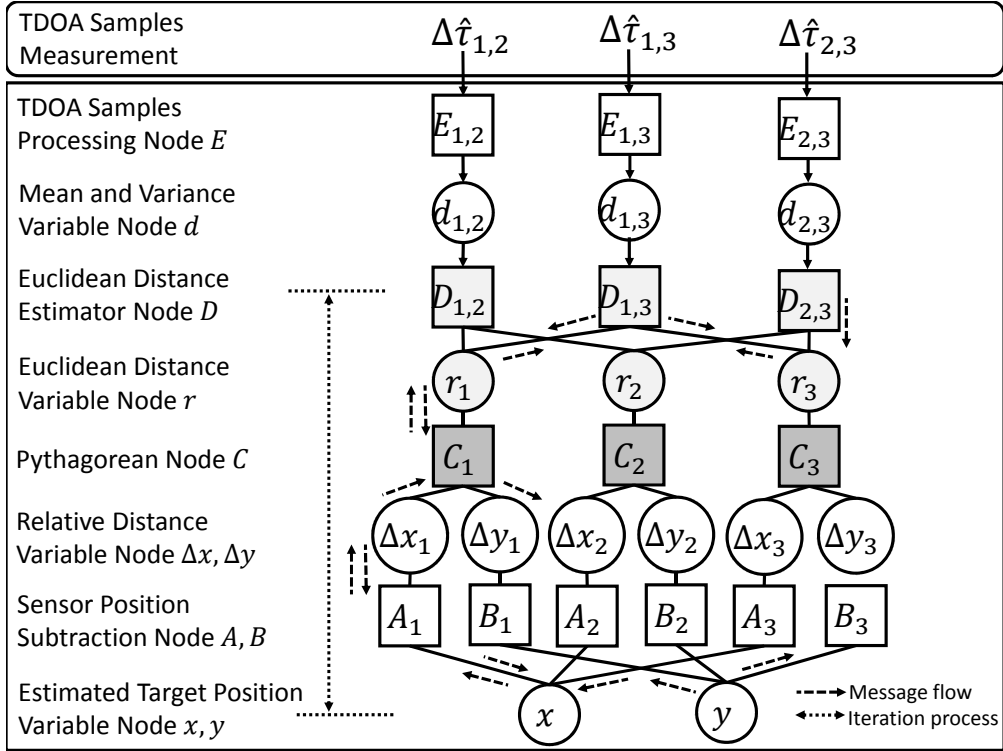 TDOA Samples
Measurement
Δτ̂₁,₂ Δτ̂₁,₃ Δτ̂₂,₃
TDOA Samples
Processing Node E
E₁,₂ E₁,₃ E₂,₃
Mean and Variance
Variable Node d
d₁,₂ d₁,₃ d₂,₃
Euclidean Distance
Estimator Node D
D₁,₂ D₁,₃ D₂,₃
Euclidean Distance
Variable Node r
r₁ r₂ r₃
Pythagorean Node C
C₁ C₂ C₃
Relative Distance
Variable Node Δx, Δy
Δx₁ Δy₁ Δx₂ Δy₂ Δx₃ Δy₃
Sensor Position
Subtraction Node A, B
A₁ B₁ A₂ B₂ A₃ B₃
Estimated Target Position
Variable Node x, y
x y
Message flow
Iteration process